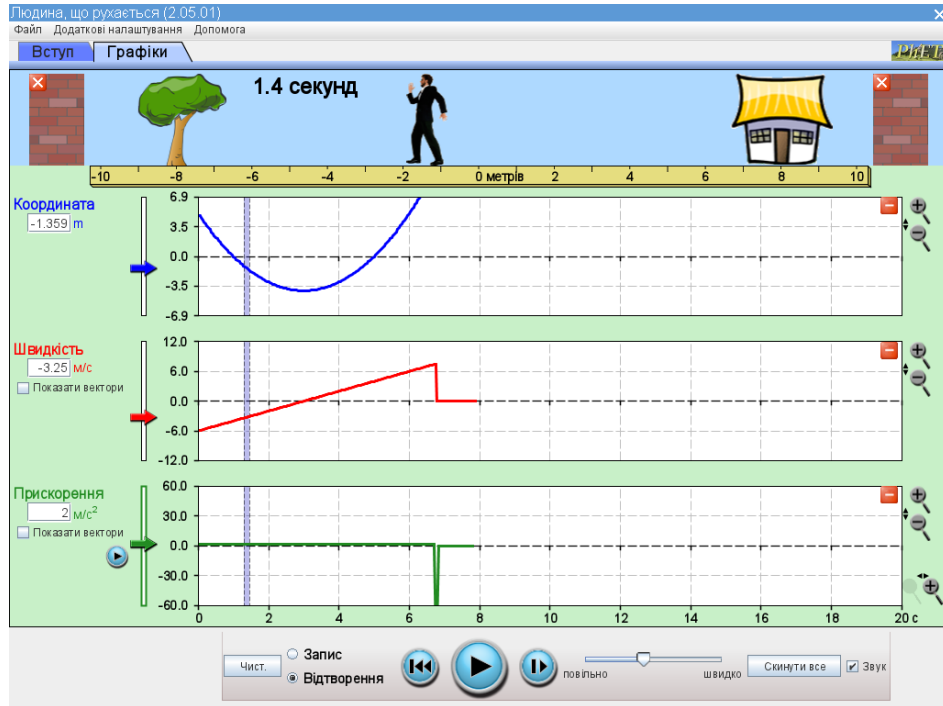 Людина, що рухається (2.05.01)
Файл Додаткові налаштування Допомога
Вступ Графіки PhET
1.4 секунд
-10 -8 -6 -4 -2 0 метрів 2 4 6 8 10
Координата
-1.359 m
6.9
3.5
0.0
-3.5
-6.9
Швидкість
-3.25 м/с
Показати вектори
12.0
6.0
0.0
-6.0
-12.0
Прискорення
2 м/с²
Показати вектори
60.0
30.0
0.0
-30.0
-60.0
0 2 4 6 8 10 12 14 16 18 20 с
Чист.
Запис
Відтворення
повільно швидко
Скинути все
Звук